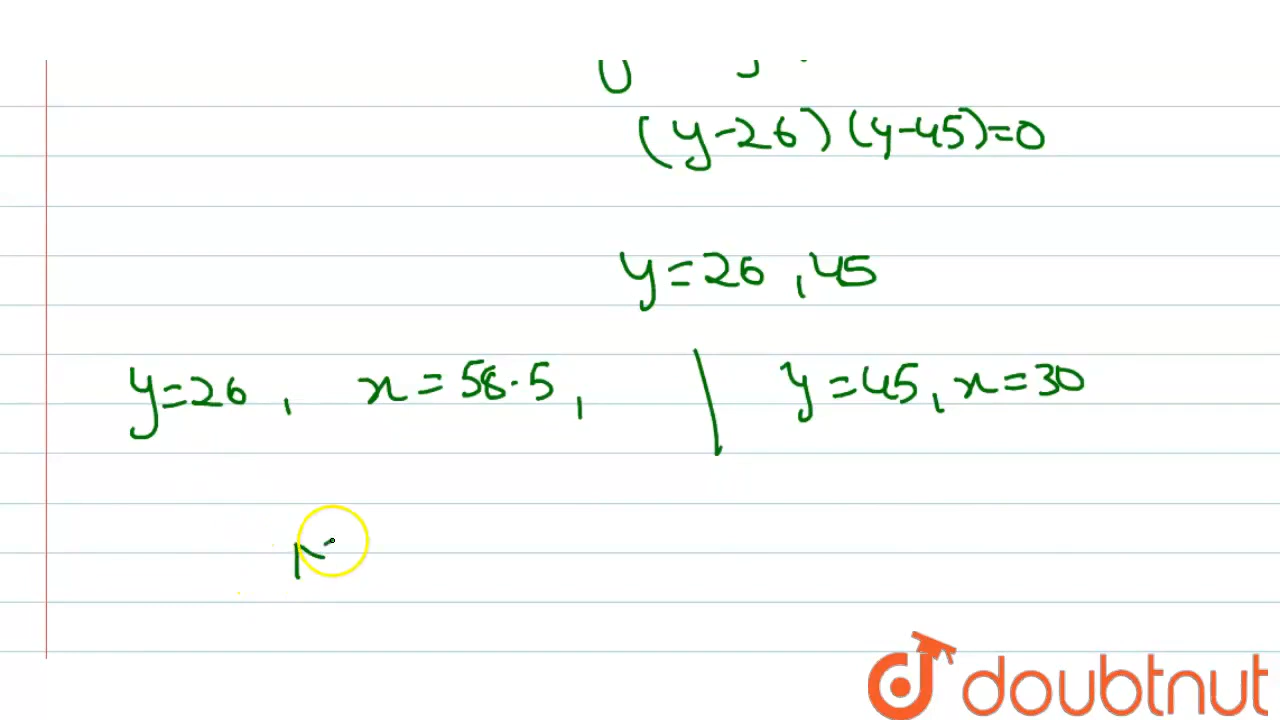 (y-26)(y-45)=0
y=26,45
y=26, x=58.5, | y=45, x=30
doubtnut